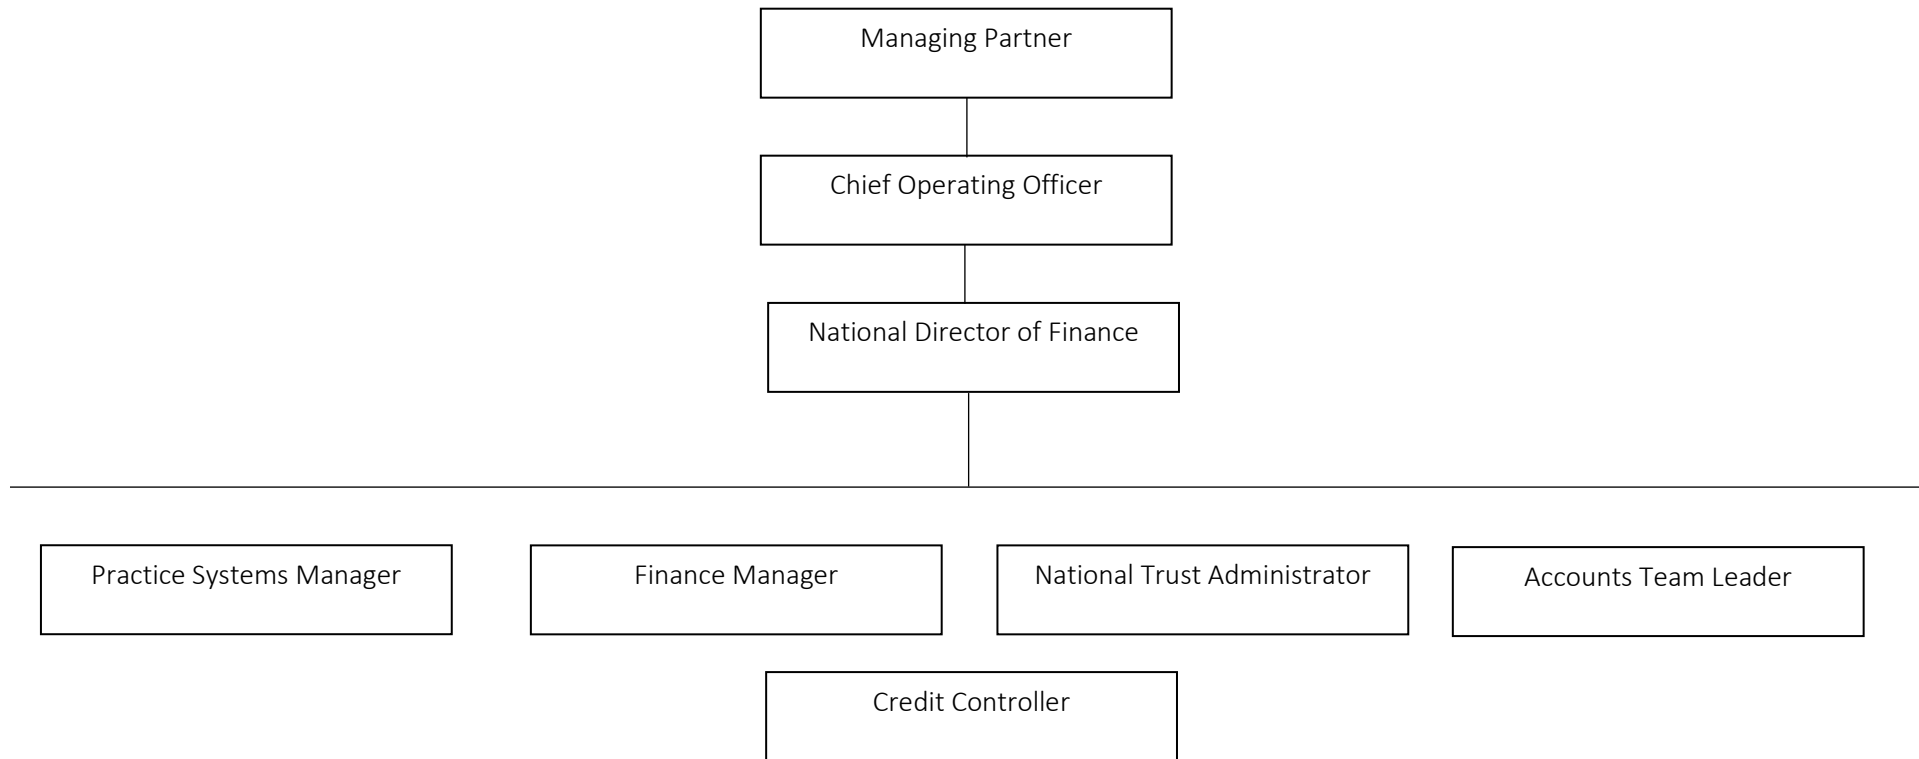 Managing Partner
Chief Operating Officer
National Director of Finance
Practice Systems Manager
Finance Manager
National Trust Administrator
Accounts Team Leader
Credit Controller